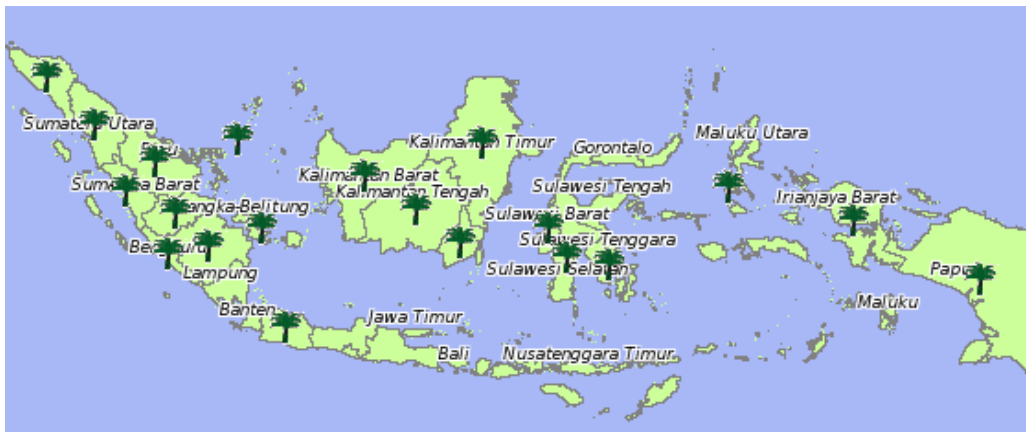 Sumatera Utara
Riau
Sumatera Barat
Bangka-Belitung
Bengkulu
Lampung
Banten
Jawa Timur
Bali
Nusatenggara Timur
Kalimantan Timur
Kalimantan Barat
Kalimantan Tengah
Gorontalo
Sulawesi Tengah
Sulawesi Barat
Sulawesi Tenggara
Sulawesi Selatan
Maluku Utara
Irianjaya Barat
Papua
Maluku